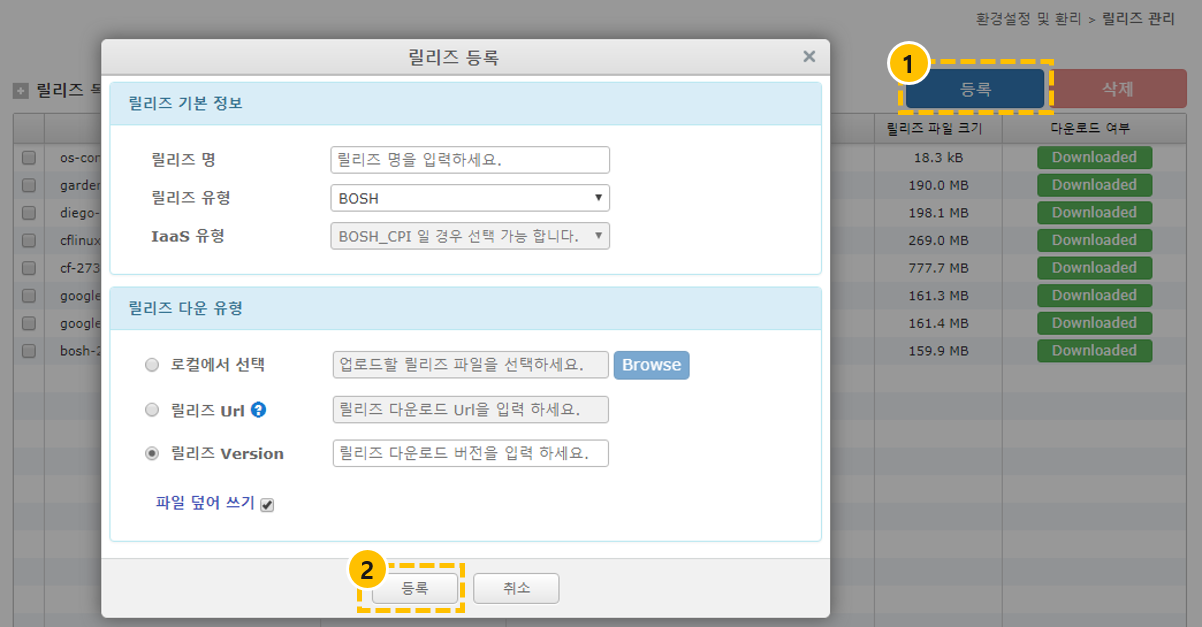 환경설정 및 환리 > 릴리즈 관리
릴리즈 등록 ×
1
릴리즈
등록 삭제
릴리즈 기본 정보
릴리즈 파일 크기 다운로드 여부
릴리즈 명 릴리즈 명을 입력하세요.
릴리즈 유형 BOSH
IaaS 유형 BOSH_CPI 일 경우 선택 가능 합니다.
릴리즈 다운 유형
로컬에서 선택 업로드할 릴리즈 파일을 선택하세요. Browse
릴리즈 Url ? 릴리즈 다운로드 Url을 입력 하세요.
릴리즈 Version 릴리즈 다운로드 버전을 입력 하세요.
파일 덮어 쓰기
2
등록 취소
os-cor 18.3 kB Downloaded
garder 190.0 MB Downloaded
diego- 198.1 MB Downloaded
cflinux 269.0 MB Downloaded
cf-273 777.7 MB Downloaded
google 161.3 MB Downloaded
google 161.4 MB Downloaded
bosh-2 159.9 MB Downloaded